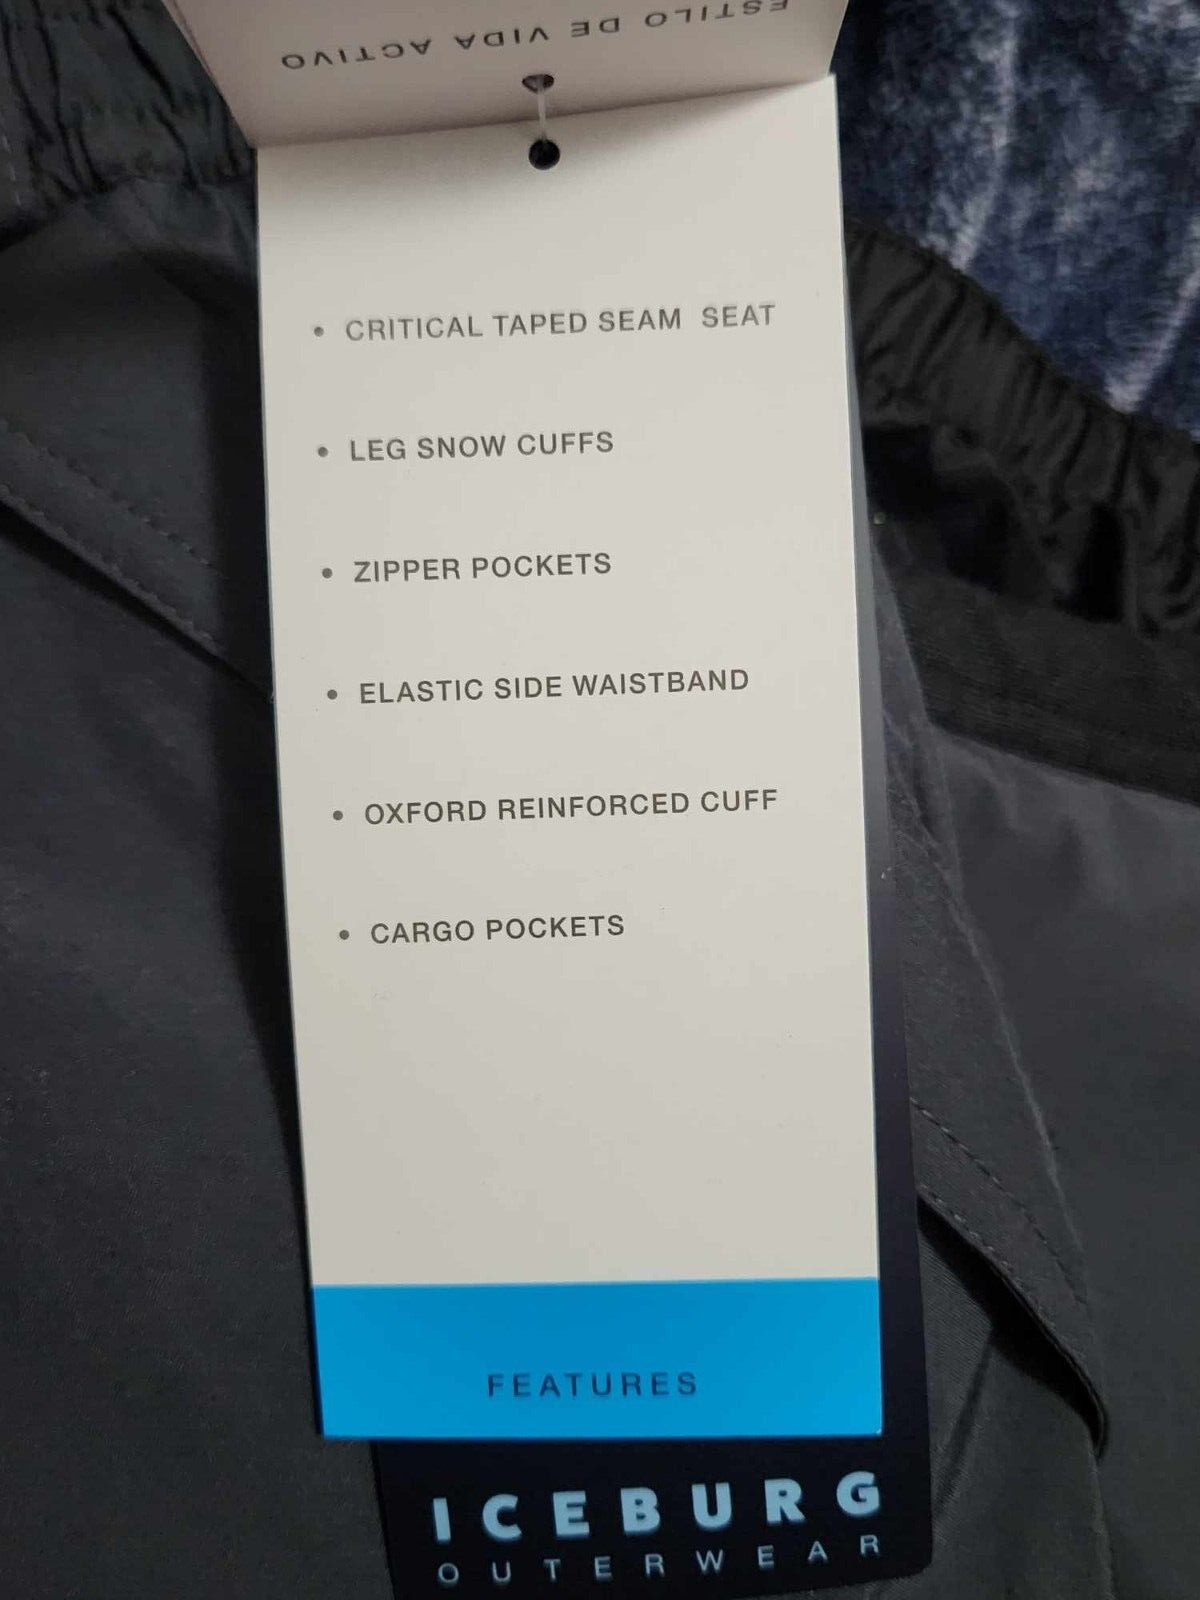 ESTILO DE VIDA ACTIVO
• CRITICAL TAPED SEAM SEAT
• LEG SNOW CUFFS
• ZIPPER POCKETS
• ELASTIC SIDE WAISTBAND
• OXFORD REINFORCED CUFF
• CARGO POCKETS
FEATURES
ICEBURG
OUTERWEAR